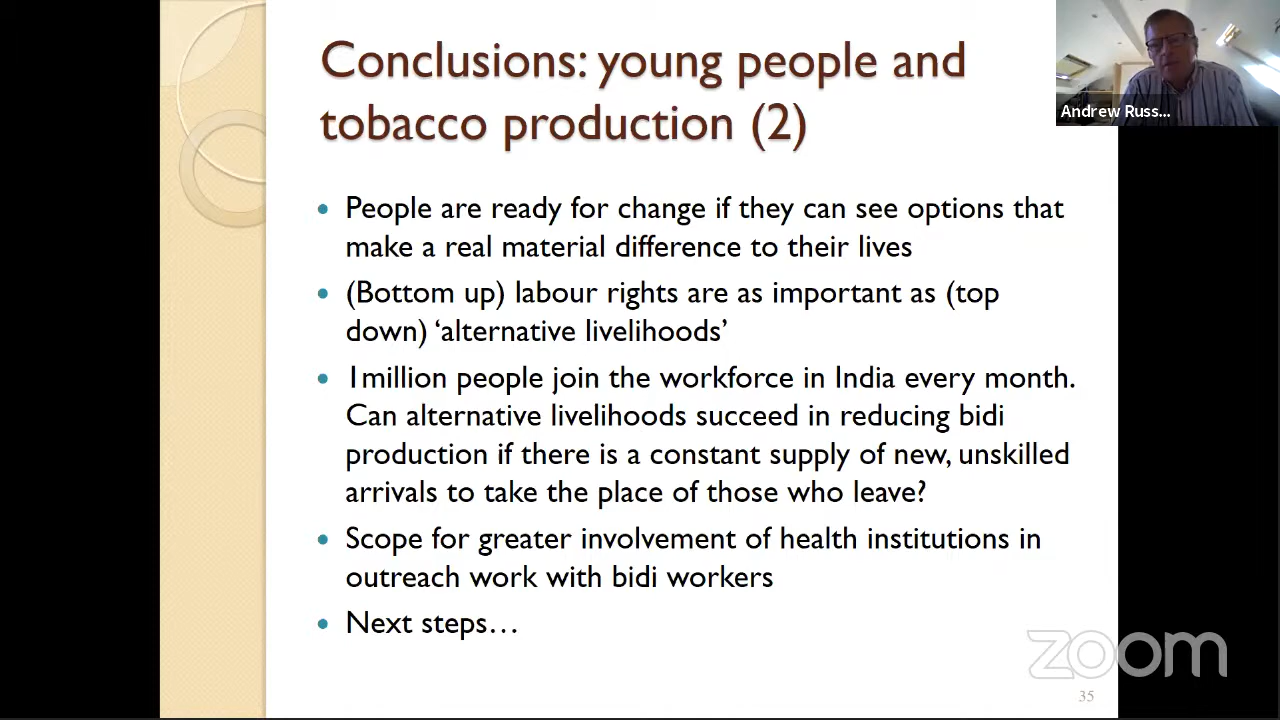 Conclusions: young people and
tobacco production (2)
Andrew Russ...
People are ready for change if they can see options that
make a real material difference to their lives
(Bottom up) labour rights are as important as (top
down) ‘alternative livelihoods’
1million people join the workforce in India every month.
Can alternative livelihoods succeed in reducing bidi
production if there is a constant supply of new, unskilled
arrivals to take the place of those who leave?
Scope for greater involvement of health institutions in
outreach work with bidi workers
Next steps…
zoom
35